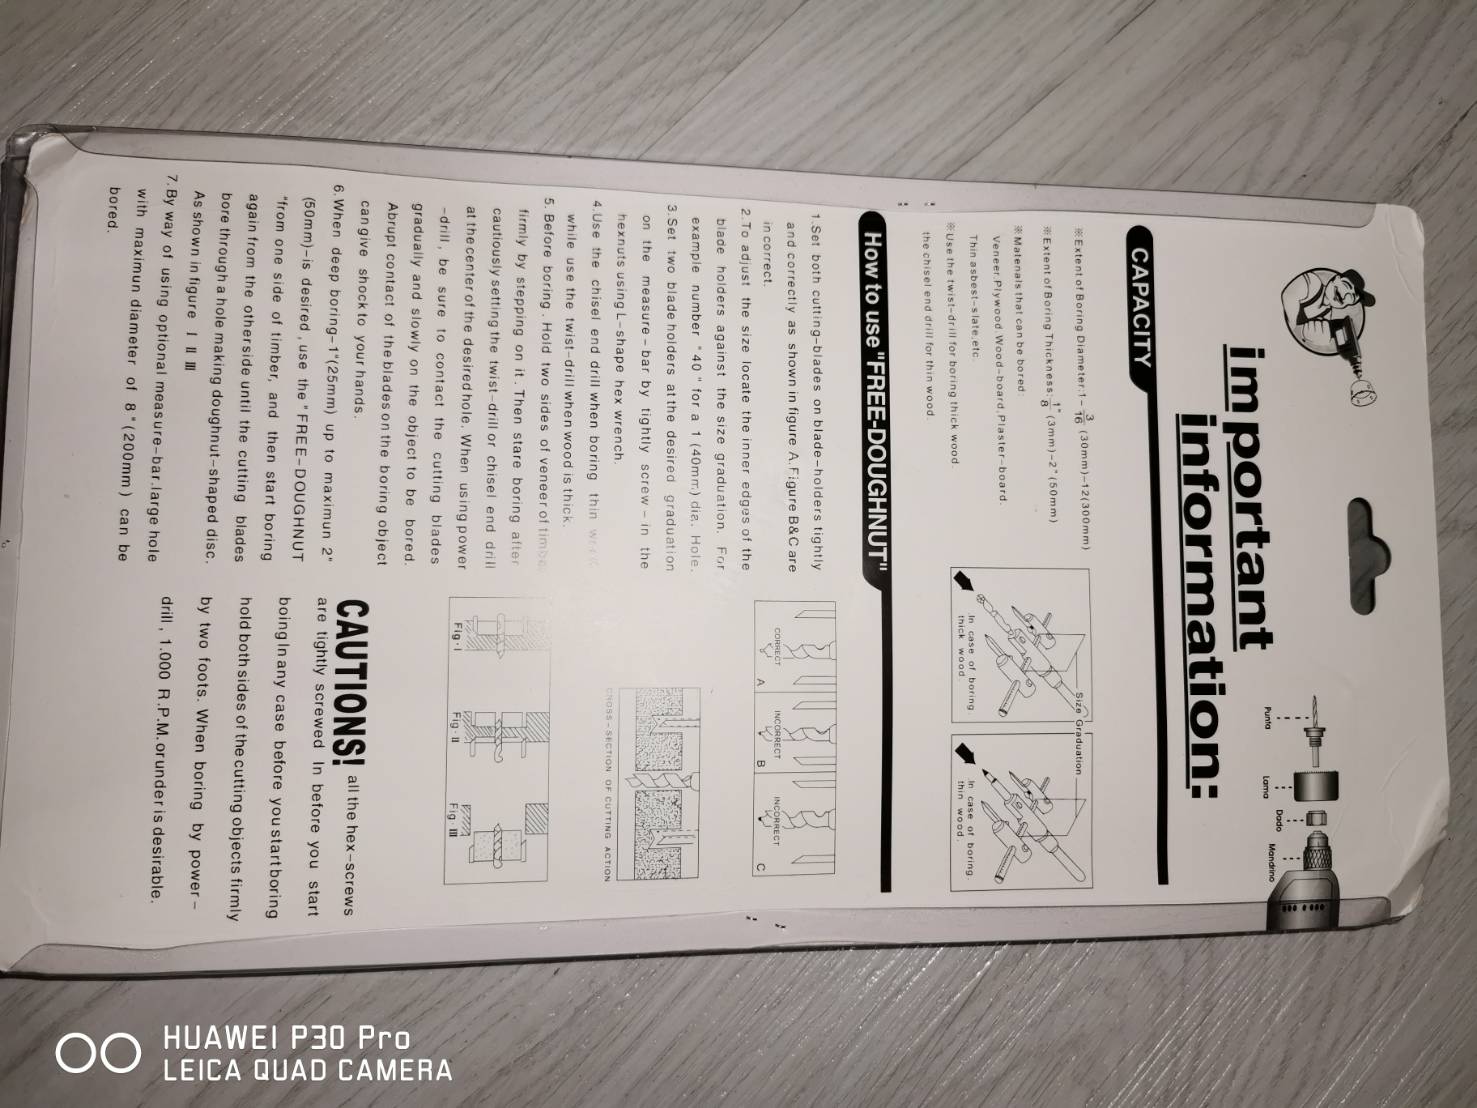 important
information:
Punta
Lama
Dado
Mandrino
CAPACITY
※Extent of Boring Diameter:1-3/16(30mm)-12(300mm)
※Extent of Boring Thickness:1"/8(3mm)-2"(50mm)
※Matenals that can be bored:
Veneer.Plywood.Wood-board,Plaster-board.
Thin asbest-slate,etc.
※Use the twist-drill for boring thick wood.
the chisel end drill for thin wood.
Size Graduation
.In case of boring.
thick wood.
.In case of boring.
thin wood.
How to use "FREE-DOUGHNUT"
1.Set both cutting-blades on blade-holders tightly
and correctly as shown in figure A. Figure B&C are
in correct.
2.To adjust the size locate the inner edges of the
blade holders against the size graduation. For
example number "40" for a 1 (40mm) dia. Hole.
3.Set two blade holders at the desired graduation
on the measure-bar by tightly screw-in the
hexnuts using L-shape hex wrench.
4.Use the chisel end drill when boring thin
while use the twist-drill when wood is thick.
5. Before boring. Hold two sides of veneer of
firmly by stepping on it. Then stare boring after
cautiously setting the twist-drill or chisel end drill
at the center of the desired hole. When using power
-drill, be sure to contact the cutting blades
gradually and slowly on the object to be bored.
Abrupt contact of the blades on the boring object
can give shock to your hands.
6.When deep boring-1"(25mm) up to maximun 2"
(50mm)-is desired, use the "FREE-DOUGHNUT
"from one side of timber, and then start boring
again from the otherside until the cutting blades
bore through a hole making doughnut-shaped disc.
As shown in figure I II III
7.By way of using optional measure-bar.large hole
with maximun diameter of 8"(200mm) can be
bored.
CORRECT
A
INCORRECT
B
INCORRECT
C
CROSS-SECTION OF CUTTING ACTION
Fig·I
Fig·II
Fig·III
CAUTIONS! all the hex-screws
are tightly screwed In before you start
boing In any case before you start boring
hold both sides of the cutting objects firmly
by two foots. When boring by power-
drill, 1.000 R.P.M.or under is desirable.
HUAWEI P30 Pro
LEICA QUAD CAMERA